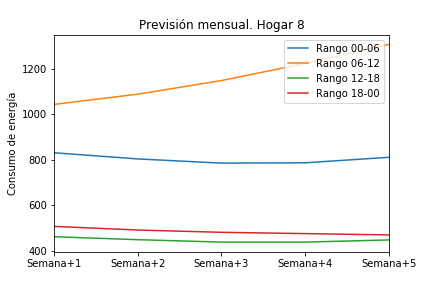 Previsión mensual. Hogar 8
Rango 00-06
Rango 06-12
Rango 12-18
Rango 18-00
Consumo de energía
1200
1000
800
600
400
Semana+1 Semana+2 Semana+3 Semana+4 Semana+5